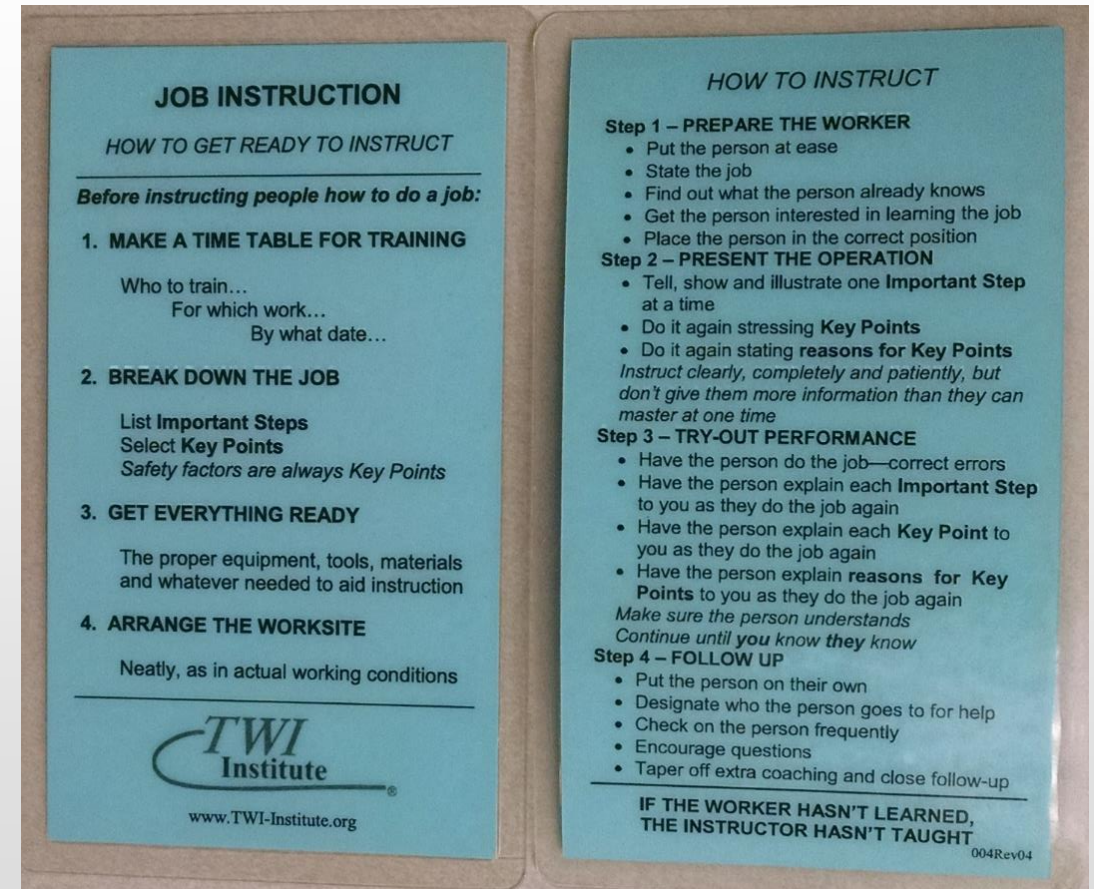 JOB INSTRUCTION
HOW TO GET READY TO INSTRUCT
Before instructing people how to do a job:
1. MAKE A TIME TABLE FOR TRAINING
Who to train...
For which work...
By what date...
2. BREAK DOWN THE JOB
List Important Steps
Select Key Points
Safety factors are always Key Points
3. GET EVERYTHING READY
The proper equipment, tools, materials
and whatever needed to aid instruction
4. ARRANGE THE WORKSITE
Neatly, as in actual working conditions
TWI
Institute®
www.TWI-Institute.org
HOW TO INSTRUCT
Step 1 – PREPARE THE WORKER
• Put the person at ease
• State the job
• Find out what the person already knows
• Get the person interested in learning the job
• Place the person in the correct position
Step 2 – PRESENT THE OPERATION
• Tell, show and illustrate one Important Step
at a time
• Do it again stressing Key Points
• Do it again stating reasons for Key Points
Instruct clearly, completely and patiently, but
don't give them more information than they can
master at one time
Step 3 – TRY-OUT PERFORMANCE
• Have the person do the job—correct errors
• Have the person explain each Important Step
to you as they do the job again
• Have the person explain each Key Point to
you as they do the job again
• Have the person explain reasons for Key
Points to you as they do the job again
Make sure the person understands
Continue until you know they know
Step 4 – FOLLOW UP
• Put the person on their own
• Designate who the person goes to for help
• Check on the person frequently
• Encourage questions
• Taper off extra coaching and close follow-up
IF THE WORKER HASN'T LEARNED,
THE INSTRUCTOR HASN'T TAUGHT
004Rev04